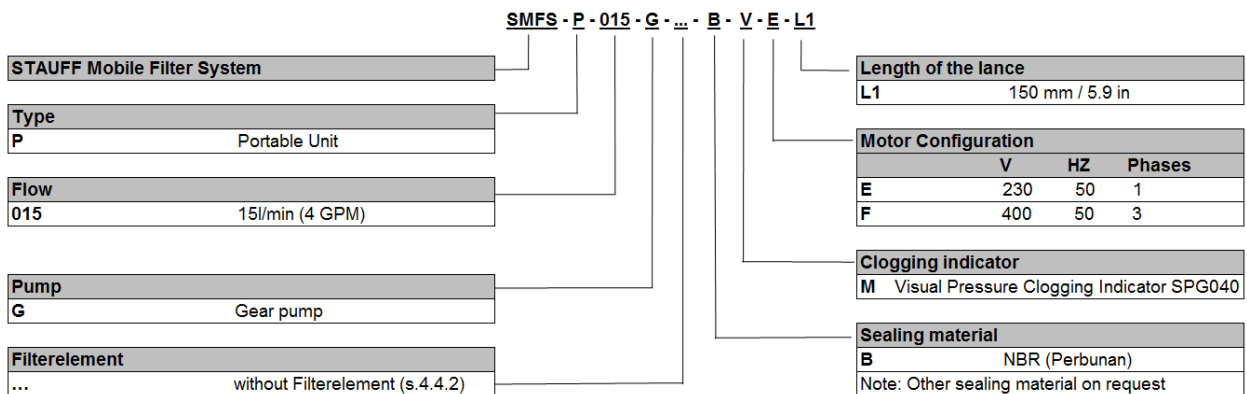 SMFS - P - 015 - G - ... - B - V - E - L1
STAUFF Mobile Filter System
Type
P Portable Unit
Flow
015 15l/min (4 GPM)
Pump
G Gear pump
Filterelement
... without Filterelement (s.4.4.2)
Length of the lance
L1 150 mm / 5.9 in
Motor Configuration
V HZ Phases
E 230 50 1
F 400 50 3
Clogging indicator
M Visual Pressure Clogging Indicator SPG040
Sealing material
B NBR (Perbunan)
Note: Other sealing material on request